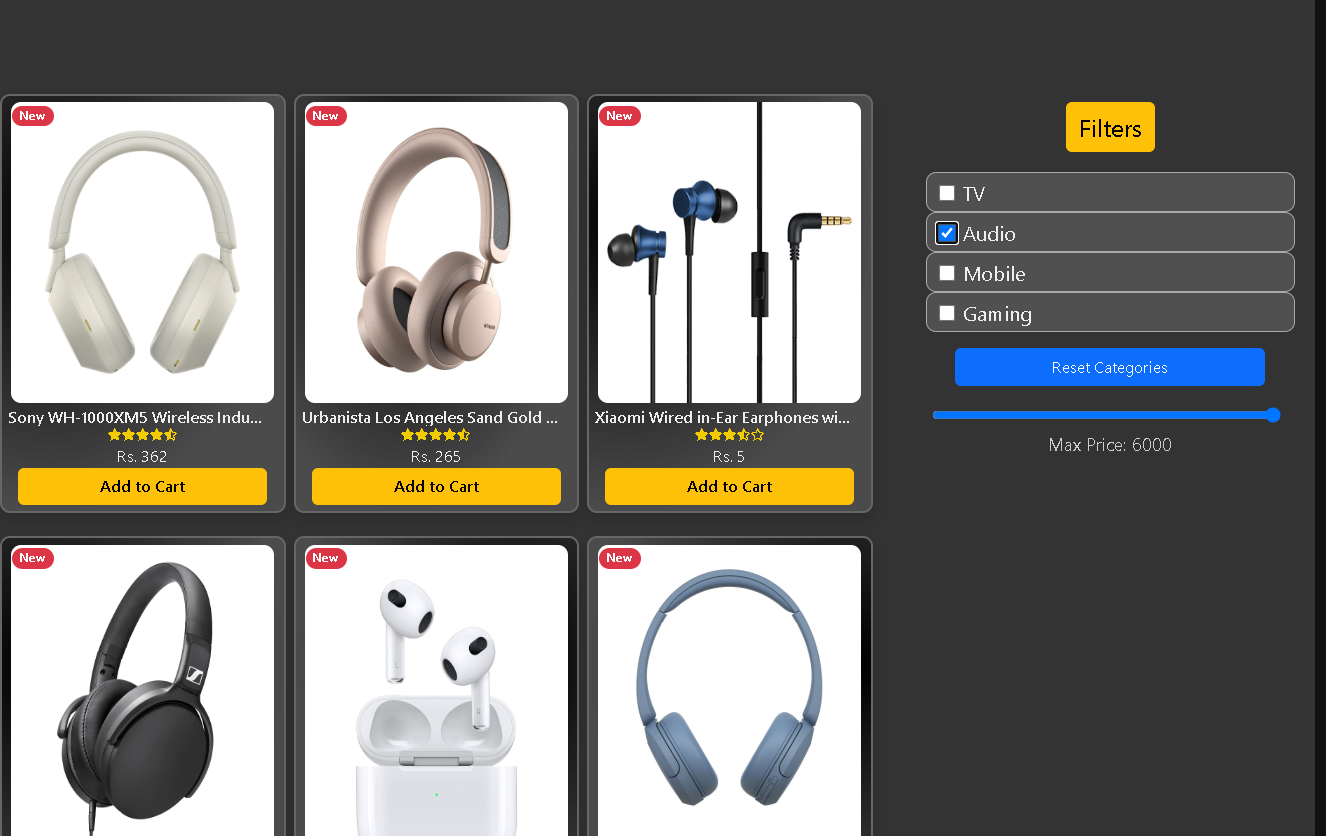 New
New
New
Sony WH-1000XM5 Wireless Indu...
Urbanista Los Angeles Sand Gold ...
Xiaomi Wired in-Ear Earphones wi...
Rs. 362
Rs. 265
Rs. 5
Add to Cart
Add to Cart
Add to Cart
New
New
New
Filters
TV
Audio
Mobile
Gaming
Reset Categories
Max Price: 6000